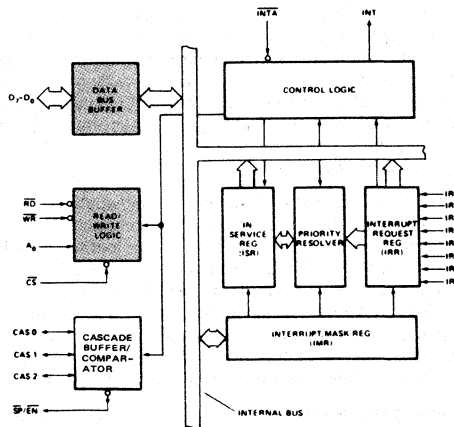 INTA
INT
D7-D0
DATA
BUS
BUFFER
CONTROL LOGIC
RD
WR
A0
CS
READ/
WRITE
LOGIC
IN
SERVICE
REG
(ISR)
PRIORITY
RESOLVER
INTERRUPT
REQUEST
REG
(IRR)
IR
IR
IR
IR
IR
IR
IR
IR
CAS 0
CAS 1
CAS 2
CASCADE
BUFFER/
COMPAR-
ATOR
INTERRUPT MASK REG
(IMR)
SP/EN
INTERNAL BUS